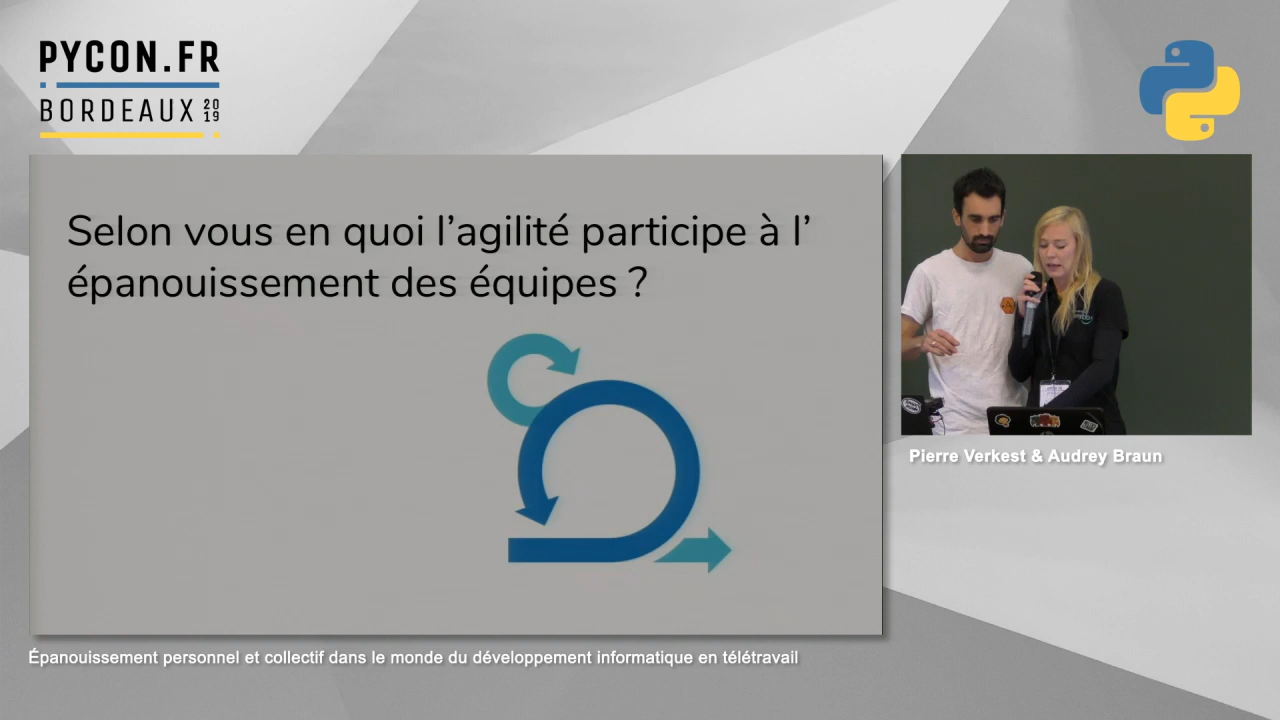 PYCON.FR
BORDEAUX 2019
Selon vous en quoi l’agilité participe à l’
épanouissement des équipes ?
Pierre Verkest & Audrey Braun
Épanouissement personnel et collectif dans le monde du développement informatique en télétravail